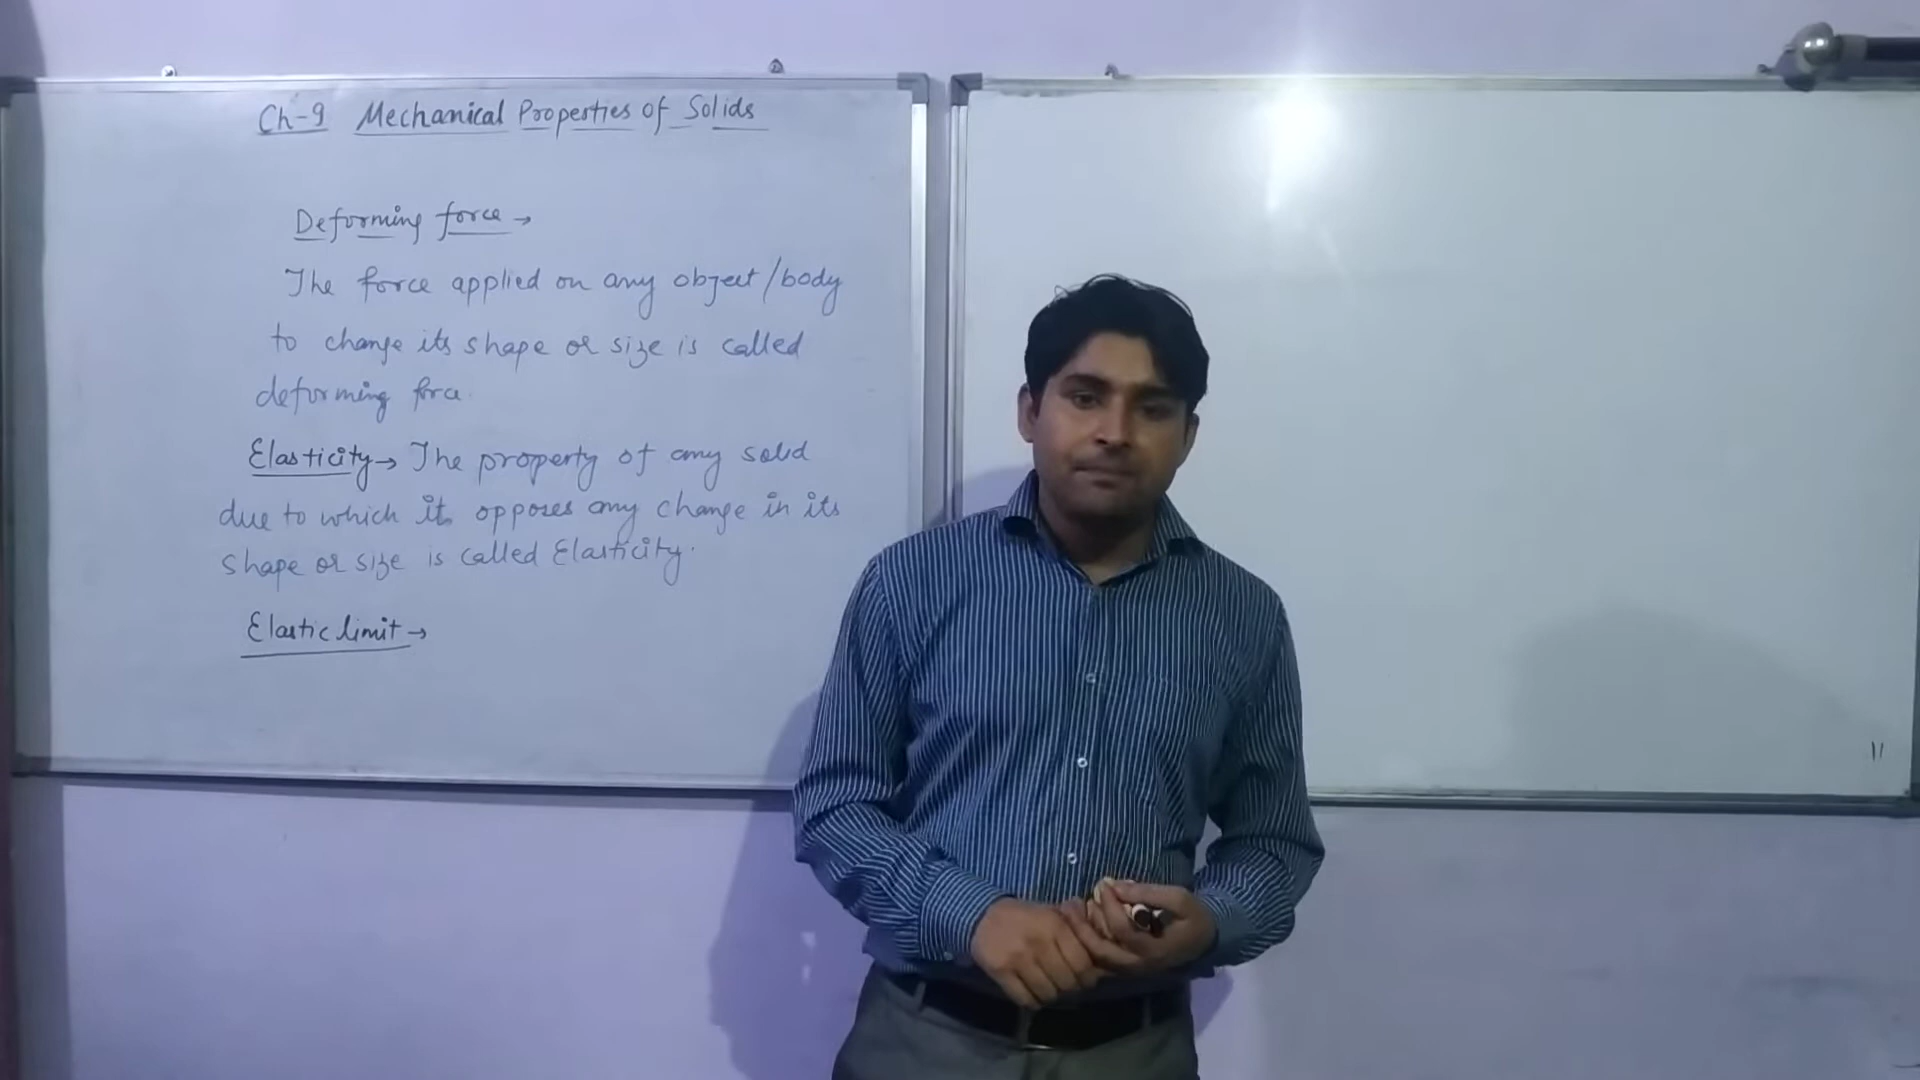 Ch-9 Mechanical Properties of Solids
Deforming force →
The force applied on any object/body
to change its shape or size is called
deforming force.
Elasticity → The property of any solid
due to which it opposes any change in its
shape or size is called Elasticity.
Elastic limit →
11